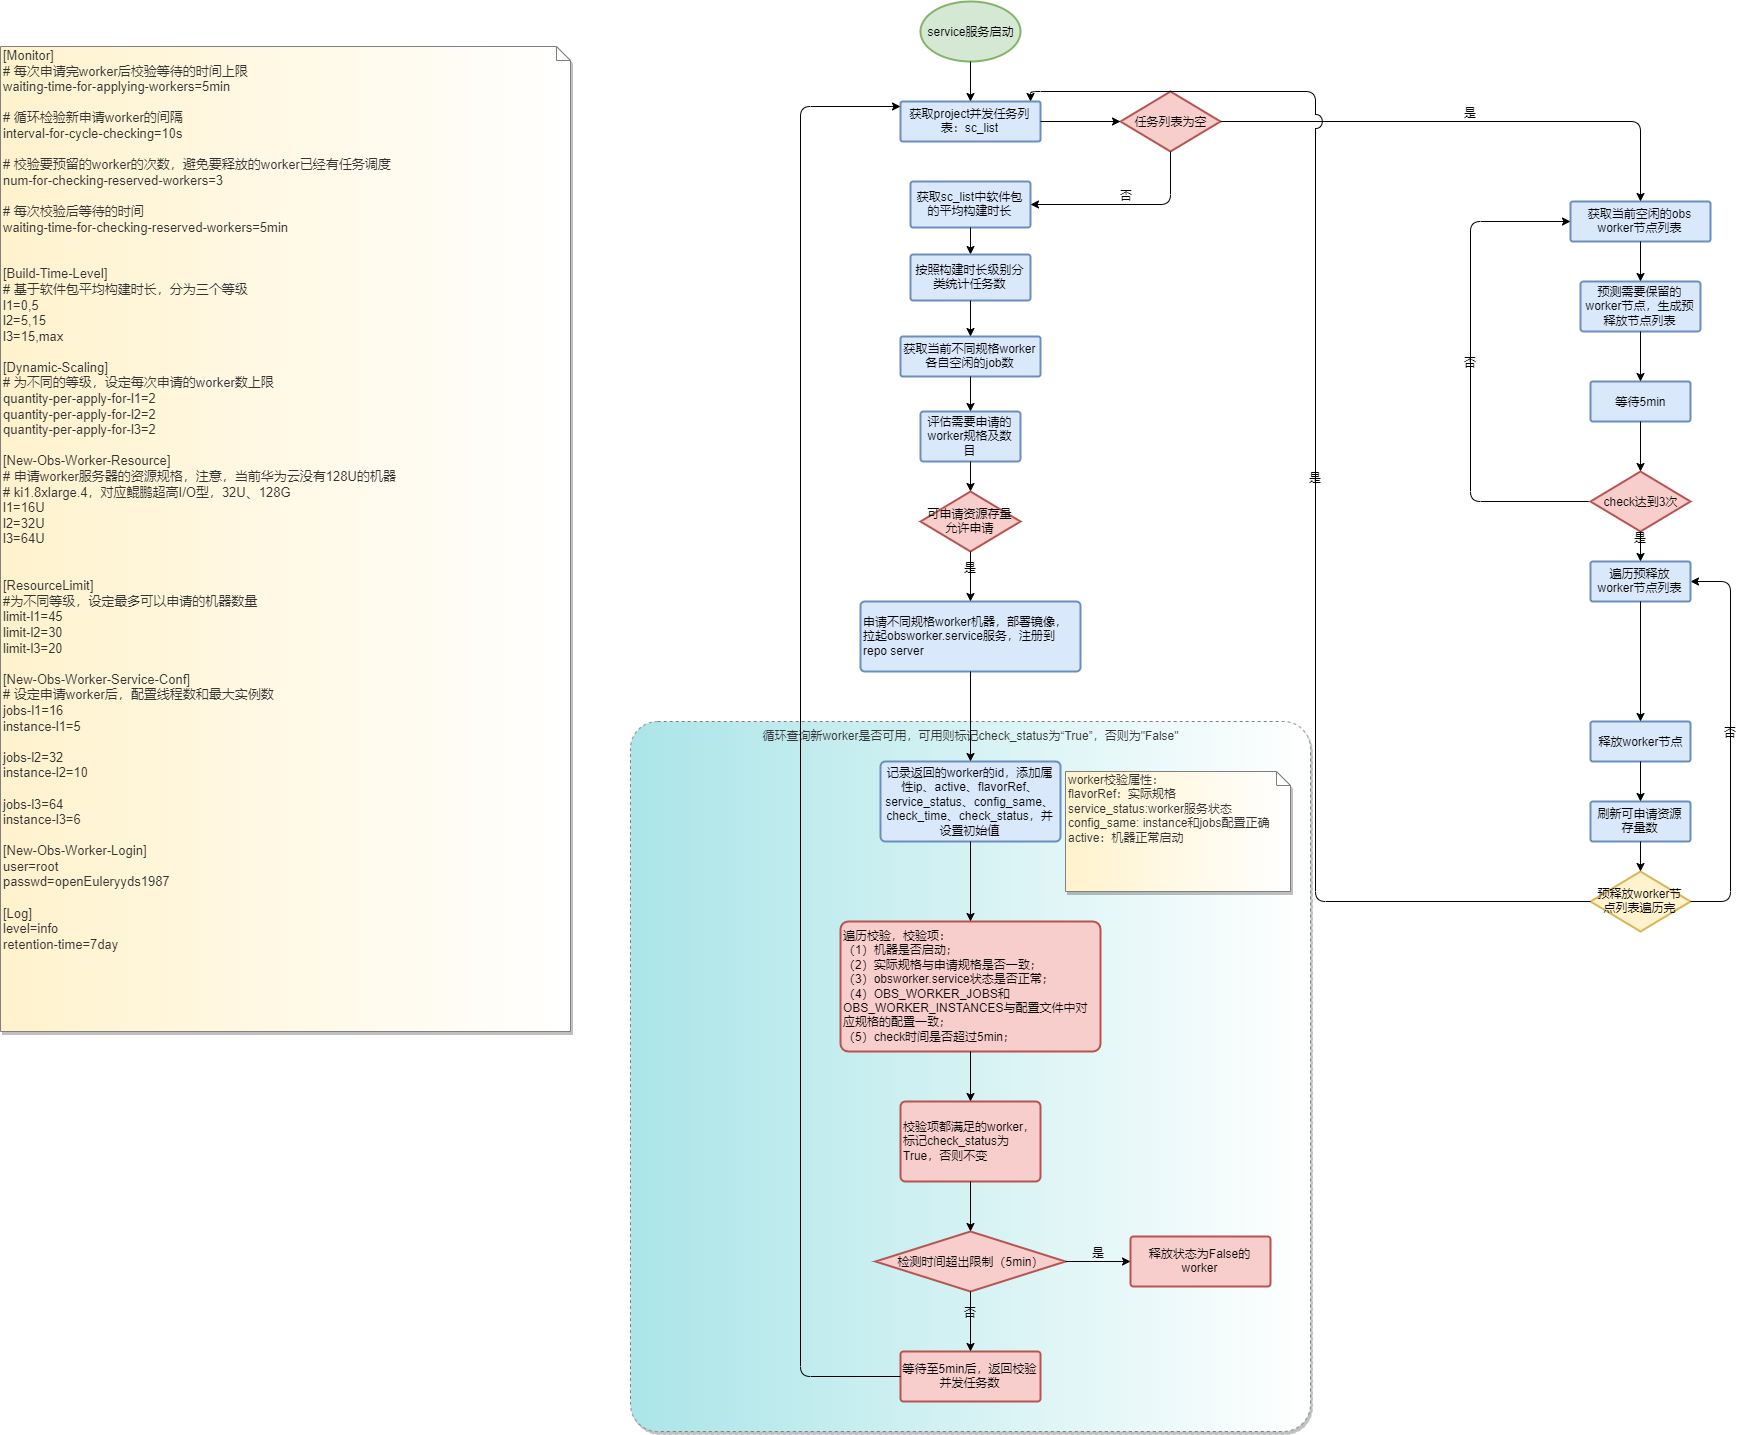 [Monitor]
# 每次申请完worker后校验等待的时间上限
waiting-time-for-applying-workers=5min
# 循环检验新申请worker的间隔
interval-for-cycle-checking=10s
# 校验要预留的worker的次数，避免要释放的worker已经有任务调度
num-for-checking-reserved-workers=3
# 每次校验后等待的时间
waiting-time-for-checking-reserved-workers=5min
[Build-Time-Level]
# 基于软件包平均构建时长，分为三个等级
l1=0,5
l2=5,15
l3=15,max
[Dynamic-Scaling]
# 为不同的等级，设定每次申请的worker数上限
quantity-per-apply-for-l1=2
quantity-per-apply-for-l2=2
quantity-per-apply-for-l3=2
[New-Obs-Worker-Resource]
# 申请worker服务器的资源规格，注意，当前华为云没有128U的机器
# ki1.8xlarge.4，对应鲲鹏超高I/O型，32U、128G
l1=16U
l2=32U
l3=64U
[ResourceLimit]
#为不同等级，设定最多可以申请的机器数量
limit-l1=45
limit-l2=30
limit-l3=20
[New-Obs-Worker-Service-Conf]
# 设定申请worker后，配置线程数和最大实例数
jobs-l1=16
instance-l1=5
jobs-l2=32
instance-l2=10
jobs-l3=64
instance-l3=6
[New-Obs-Worker-Login]
user=root
passwd=openEuleryyds1987
[Log]
level=info
retention-time=7day
service服务启动
获取project并发任务列
表：sc_list
任务列表为空
是
否
获取sc_list中软件包
的平均构建时长
按照构建时长级别分
类统计任务数
获取当前不同规格worker
各自空闲的job数
评估需要申请的
worker规格及数
目
可申请资源存量
允许申请
是
申请不同规格worker机器，部署镜像，
拉起obsworker.service服务，注册到
repo server
循环查询新worker是否可用，可用则标记check_status为“True”，否则为"False"
记录返回的worker的id，添加属
性ip、active、flavorRef、
service_status、config_same、
check_time、check_status，并
设置初始值
worker校验属性：
flavorRef：实际规格
service_status:worker服务状态
config_same: instance和jobs配置正确
active：机器正常启动
遍历校验，校验项：
（1）机器是否启动；
（2）实际规格与申请规格是否一致；
（3）obsworker.service状态是否正常；
（4）OBS_WORKER_JOBS和
OBS_WORKER_INSTANCES与配置文件中对
应规格的配置一致；
（5）check时间是否超过5min；
校验项都满足的worker，
标记check_status为
True，否则不变
检测时间超出限制（5min）
是
释放状态为False的
worker
否
等待至5min后，返回校验
并发任务数
获取当前空闲的obs
worker节点列表
预测需要保留的
worker节点，生成预
释放节点列表
等待5min
否
check达到3次
是
遍历预释放
worker节点列表
释放worker节点
刷新可申请资源
存量数
预释放worker节
点列表遍历完
否
是